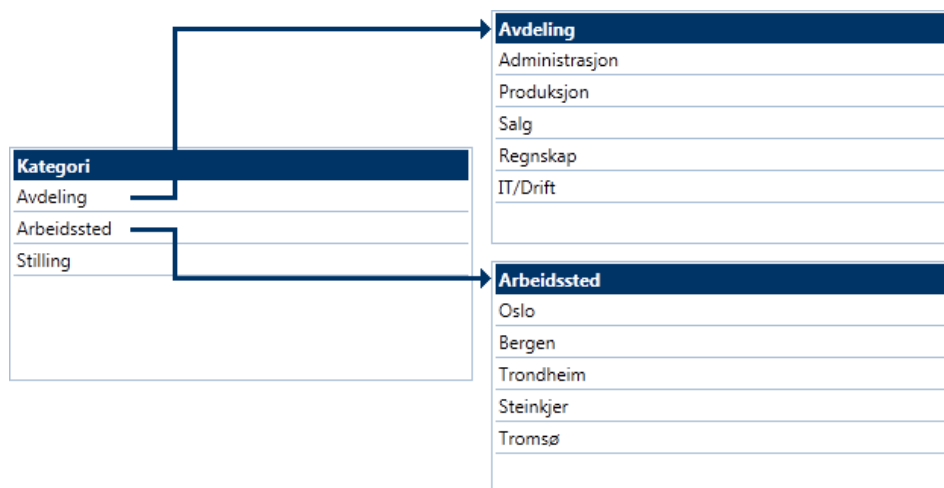 Kategori
Avdeling
Arbeidssted
Stilling
Avdeling
Administrasjon
Produksjon
Salg
Regnskap
IT/Drift
Arbeidssted
Oslo
Bergen
Trondheim
Steinkjer
Tromsø